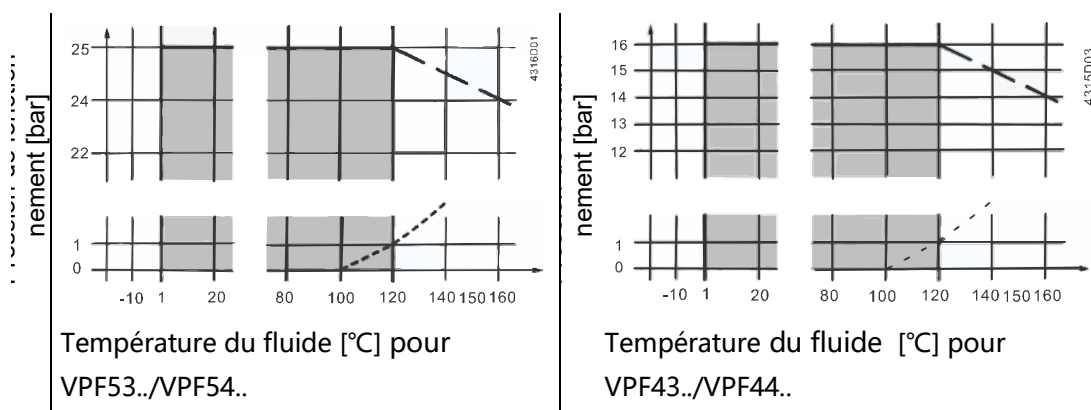 nement [bar]
25
24
22
1
0
4316D01
-10 1 20 80 100 120 140 150 160
Température du fluide [°C] pour
VPF53../VPF54..
nement [bar]
16
15
14
13
12
1
0
4315D03
-10 1 20 80 100 120 140 150 160
Température du fluide [°C] pour
VPF43../VPF44..